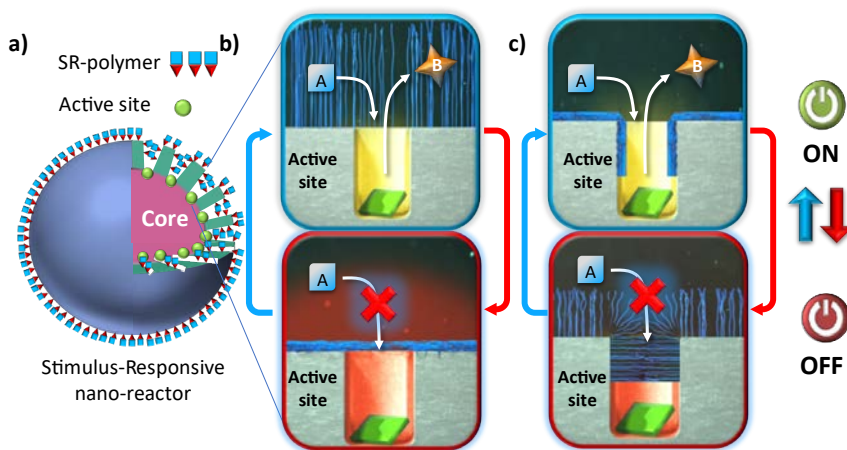 a)
SR-polymer
Active site
Core
Stimulus-Responsive
nano-reactor
b)
A
B
Active
site
A
Active
site
c)
A
B
Active
site
A
Active
site
ON
OFF